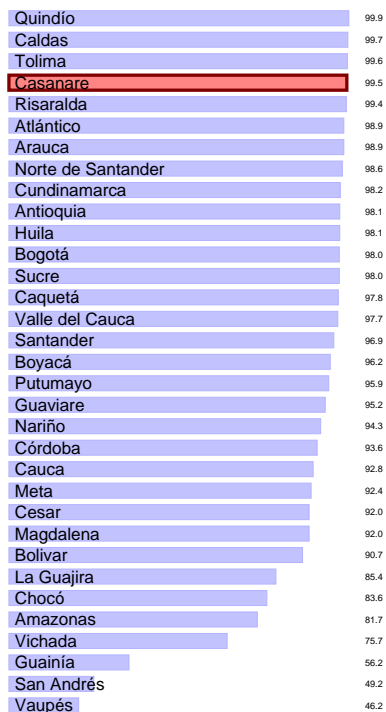 Quindío 99.9
Caldas 99.7
Tolima 99.6
Casanare 99.5
Risaralda 99.4
Atlántico 98.9
Arauca 98.9
Norte de Santander 98.6
Cundinamarca 98.2
Antioquia 98.1
Huila 98.1
Bogotá 98.0
Sucre 98.0
Caquetá 97.8
Valle del Cauca 97.7
Santander 96.9
Boyacá 96.2
Putumayo 95.9
Guaviare 95.2
Nariño 94.3
Córdoba 93.6
Cauca 92.8
Meta 92.4
Cesar 92.0
Magdalena 92.0
Bolivar 90.7
La Guajira 85.4
Chocó 83.6
Amazonas 81.7
Vichada 75.7
Guainía 56.2
San Andrés 49.2
Vaupés 46.2